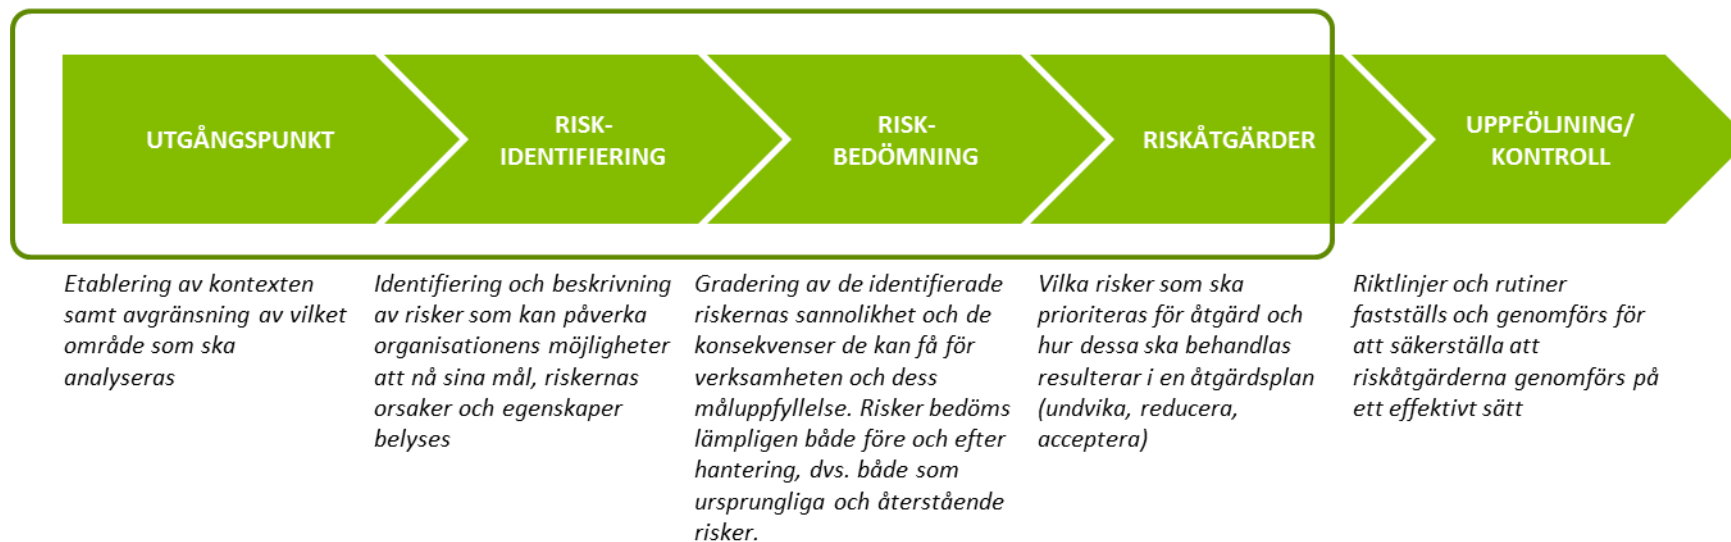 UTGÅNGSPUNKT
RISK-
IDENTIFIERING
RISK-
BEDÖMNING
RISKÅTGÄRDER
UPPFÖLJNING/
KONTROLL
Etablering av kontexten
samt avgränsning av vilket
område som ska
analyseras
Identifiering och beskrivning
av risker som kan påverka
organisationens möjligheter
att nå sina mål, riskernas
orsaker och egenskaper
belyses
Gradering av de identifierade
riskernas sannolikhet och de
konsekvenser de kan få för
verksamheten och dess
måluppfyllelse. Risker bedöms
lämpligen både före och efter
hantering, dvs. både som
ursprungliga och återstående
risker.
Vilka risker som ska
prioriteras för åtgärd och
hur dessa ska behandlas
resulterar i en åtgärdsplan
(undvika, reducera,
acceptera)
Riktlinjer och rutiner
fastställs och genomförs för
att säkerställa att
riskåtgärderna genomförs på
ett effektivt sätt